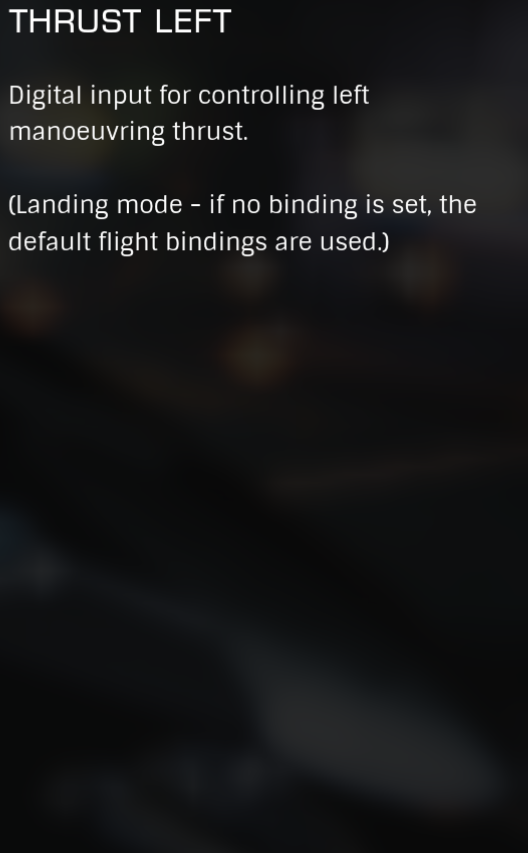 THRUST LEFT
Digital input for controlling left
manoeuvring thrust.
(Landing mode - if no binding is set, the
default flight bindings are used.)